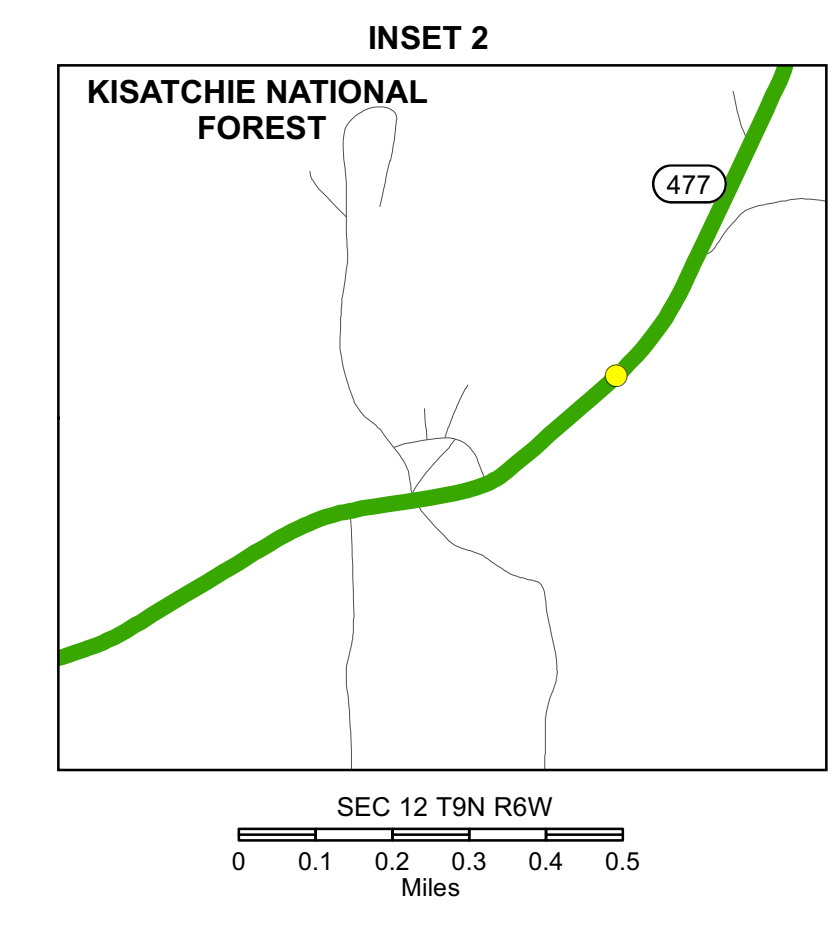 INSET 2
KISATCHIE NATIONAL
FOREST
477
SEC 12 T9N R6W
0 0.1 0.2 0.3 0.4 0.5
Miles